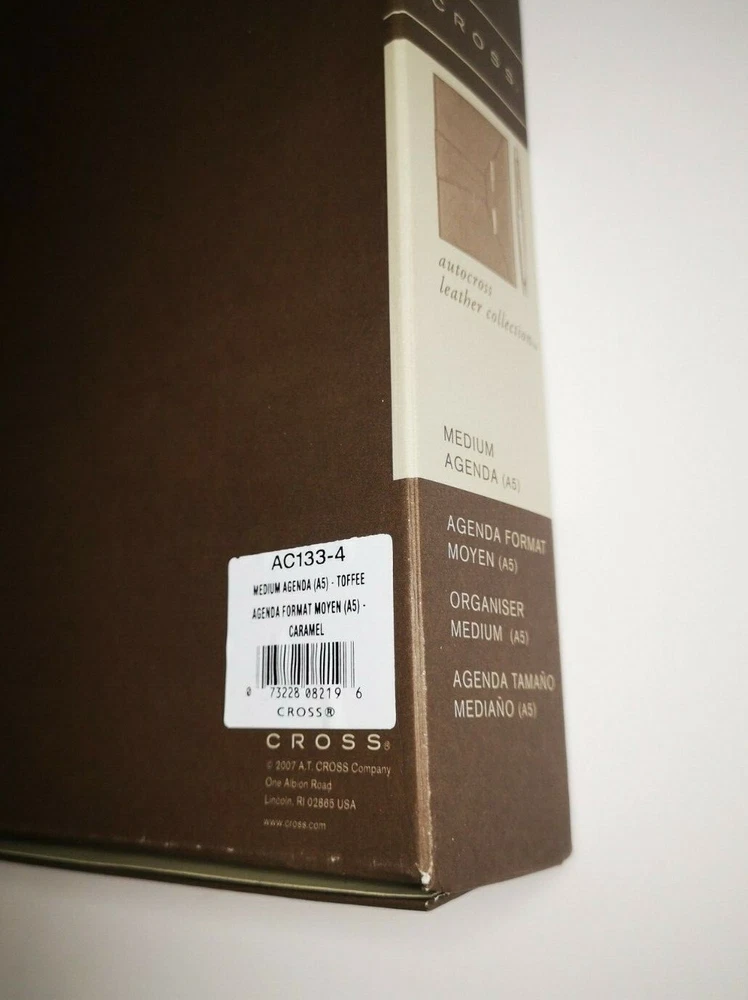 CROSS
autocross
leather collection
MEDIUM
AGENDA (A5)
AGENDA FORMAT
MOYEN (A5)
ORGANISER
MEDIUM (A5)
AGENDA TAMAÑO
MEDIAÑO (A5)
AC133-4
MEDIUM AGENDA (A5) - TOFFEE
AGENDA FORMAT MOYEN (A5) -
CARAMEL
0 73228 08219 6
CROSS®
CROSS®
© 2007 A.T. CROSS Company
One Albion Road
Lincoln, RI 02865 USA
www.cross.com